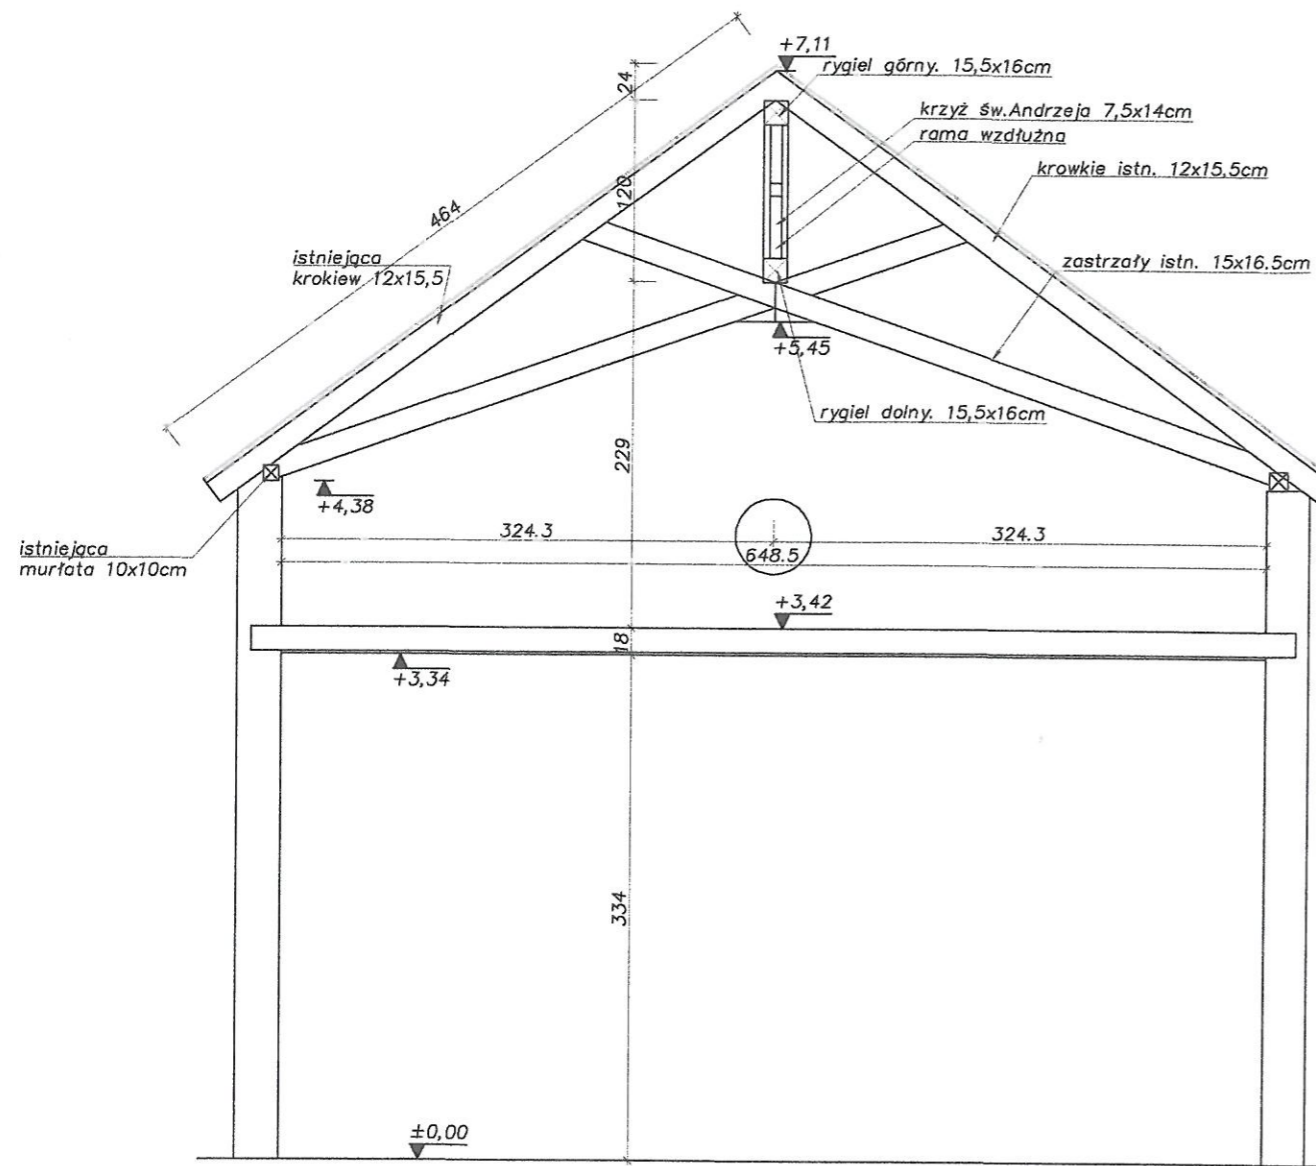 +7,11
rygiel górny. 15,5x16cm
24
krzyż św.Andrzeja 7,5x14cm
rama wzdłużna
krowkie istn. 12x15,5cm
120
464
istniejąca
krokiew 12x15,5
zastrzały istn. 15x16.5cm
+5,45
rygiel dolny. 15,5x16cm
229
+4,38
324.3
324.3
648.5
istniejąca
murłata 10x10cm
+3,42
18
+3,34
334
±0,00